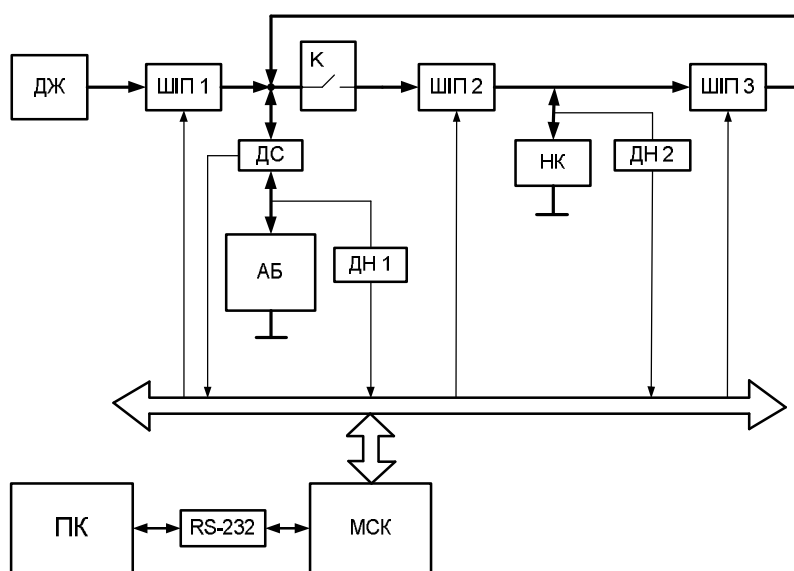 К
ДЖ
ШІП 1
ШІП 2
ШІП 3
ДС
НК
ДН 2
АБ
ДН 1
ПК
RS-232
МСК